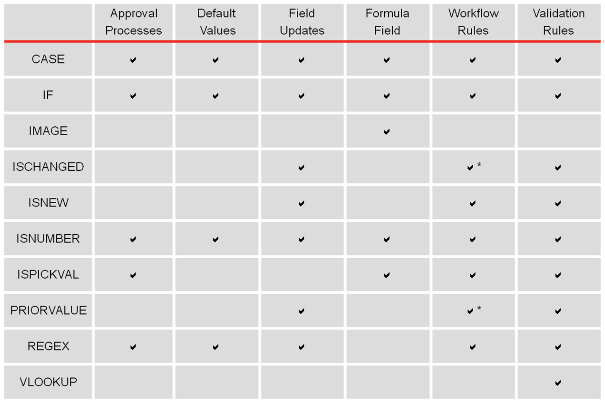 Approval Processes Default Values Field Updates Formula Field Workflow Rules Validation Rules
CASE ✔ ✔ ✔ ✔ ✔ ✔
IF ✔ ✔ ✔ ✔ ✔ ✔
IMAGE ✔
ISCHANGED ✔ ✔* ✔
ISNEW ✔ ✔ ✔
ISNUMBER ✔ ✔ ✔ ✔ ✔ ✔
ISPICKVAL ✔ ✔ ✔ ✔
PRIORVALUE ✔ ✔* ✔
REGEX ✔ ✔ ✔ ✔ ✔
VLOOKUP ✔